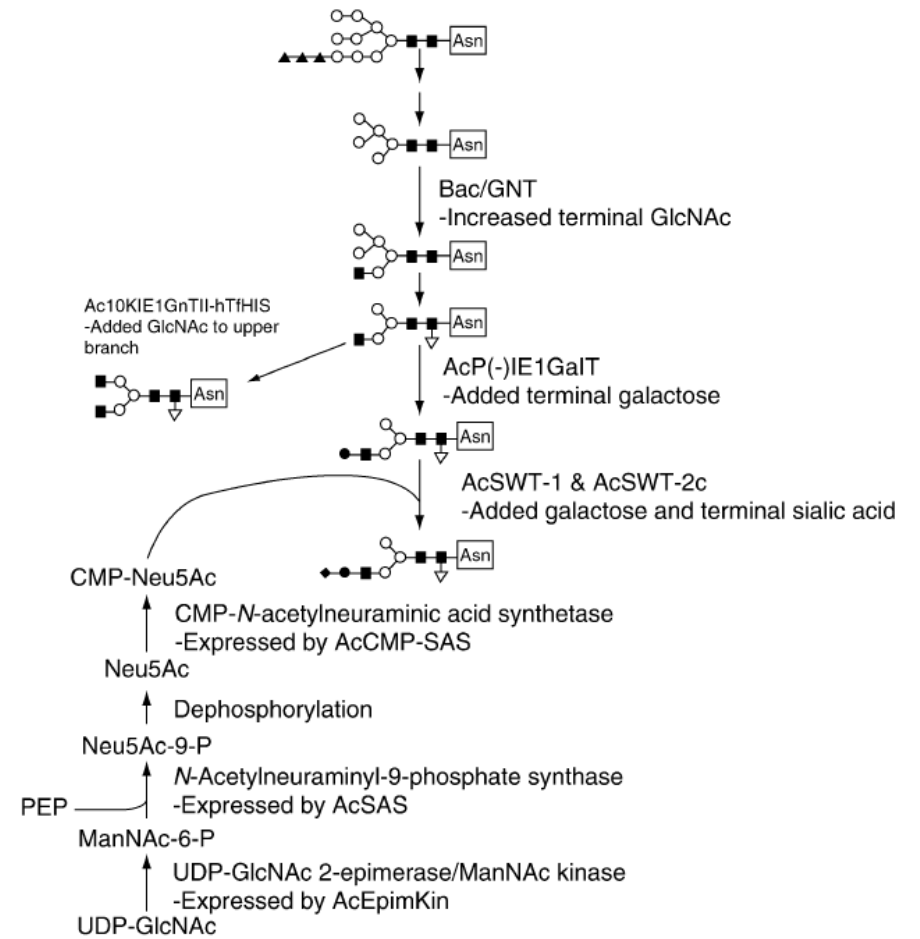 Asn
Asn
Bac/GNT
-Increased terminal GlcNAc
Asn
Ac10KIE1GnTII-hTfHIS
-Added GlcNAc to upper
branch
Asn
AcP(-)IE1GalT
-Added terminal galactose
Asn
Asn
AcSWT-1 & AcSWT-2c
-Added galactose and terminal sialic acid
Asn
CMP-Neu5Ac
CMP-N-acetylneuraminic acid synthetase
-Expressed by AcCMP-SAS
Neu5Ac
Dephosphorylation
Neu5Ac-9-P
N-Acetylneuraminyl-9-phosphate synthase
-Expressed by AcSAS
PEP
ManNAc-6-P
UDP-GlcNAc 2-epimerase/ManNAc kinase
-Expressed by AcEpimKin
UDP-GlcNAc